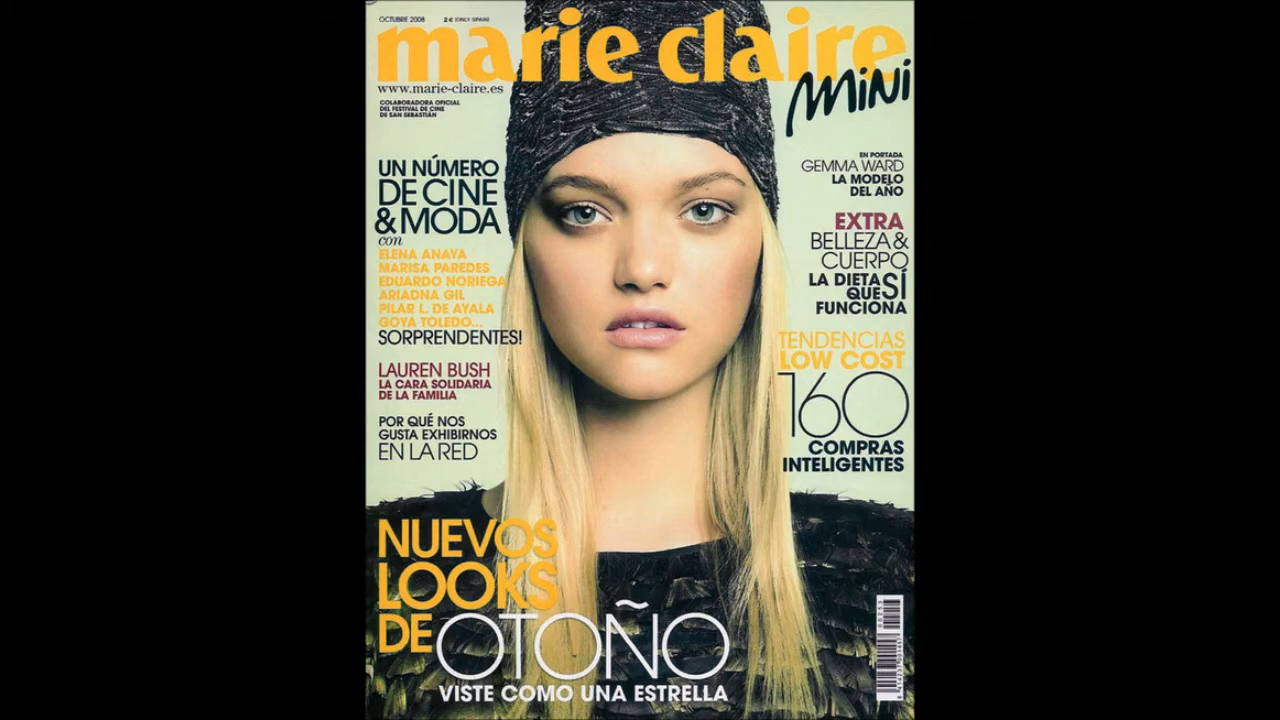 OCTUBRE 2008 2 € (ONLY SPAIN)
marie claire
mini
www.marie-claire.es
COLABORADORA OFICIAL
DEL FESTIVAL DE CINE
DE SAN SEBASTIÁN
UN NÚMERO
DE CINE
& MODA
con
ELENA ANAYA
MARISA PAREDES
EDUARDO NORIEGA
ARIADNA GIL
PILAR L. DE AYALA
GOYA TOLEDO...
SORPRENDENTES!
LAUREN BUSH
LA CARA SOLIDARIA
DE LA FAMILIA
POR QUÉ NOS
GUSTA EXHIBIRNOS
EN LA RED
EN PORTADA
GEMMA WARD
LA MODELO
DEL AÑO
EXTRA
BELLEZA &
CUERPO
LA DIETA
QUE SÍ
FUNCIONA
TENDENCIAS
LOW COST
160
COMPRAS
INTELIGENTES
NUEVOS
LOOKS
DE OTOÑO
VISTE COMO UNA ESTRELLA